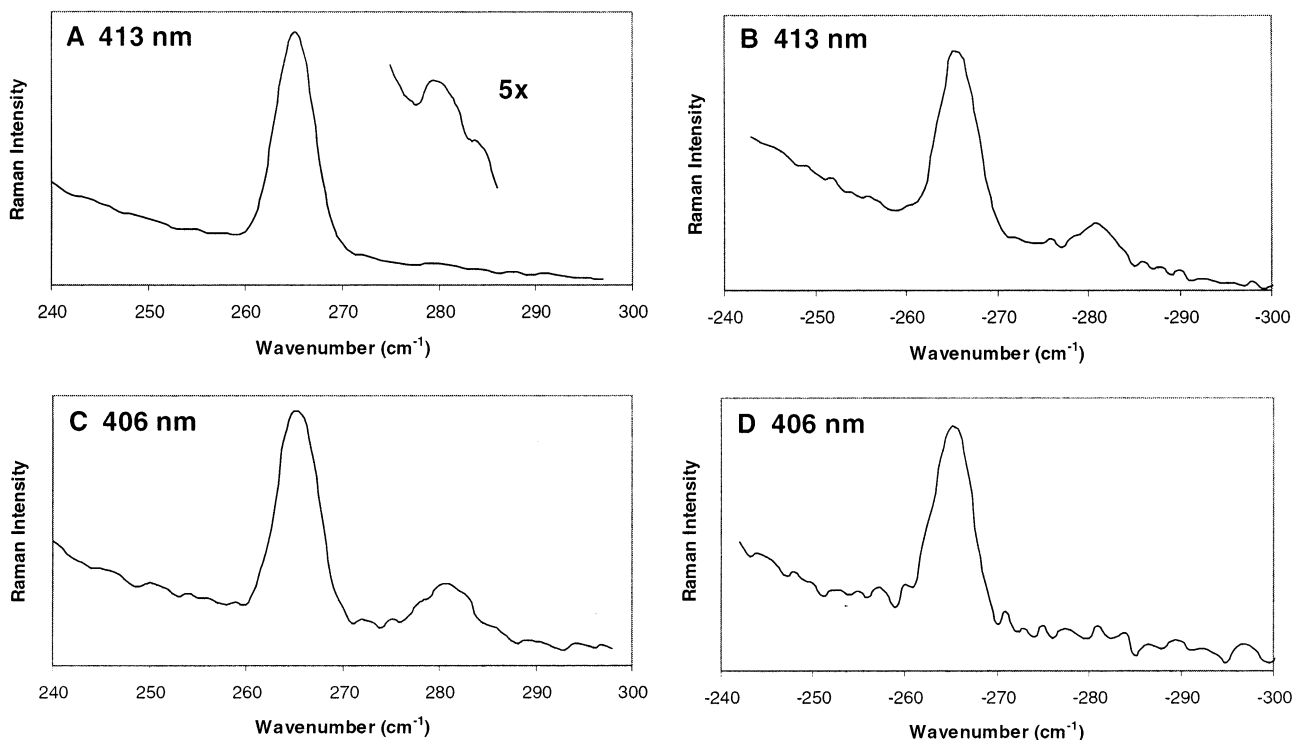 A 413 nm
5x
Raman Intensity
240 250 260 270 280 290 300
Wavenumber (cm⁻¹)
B 413 nm
Raman Intensity
-240 -250 -260 -270 -280 -290 -300
Wavenumber (cm⁻¹)
C 406 nm
Raman Intensity
240 250 260 270 280 290 300
Wavenumber (cm⁻¹)
D 406 nm
Raman Intensity
-240 -250 -260 -270 -280 -290 -300
Wavenumber (cm⁻¹)